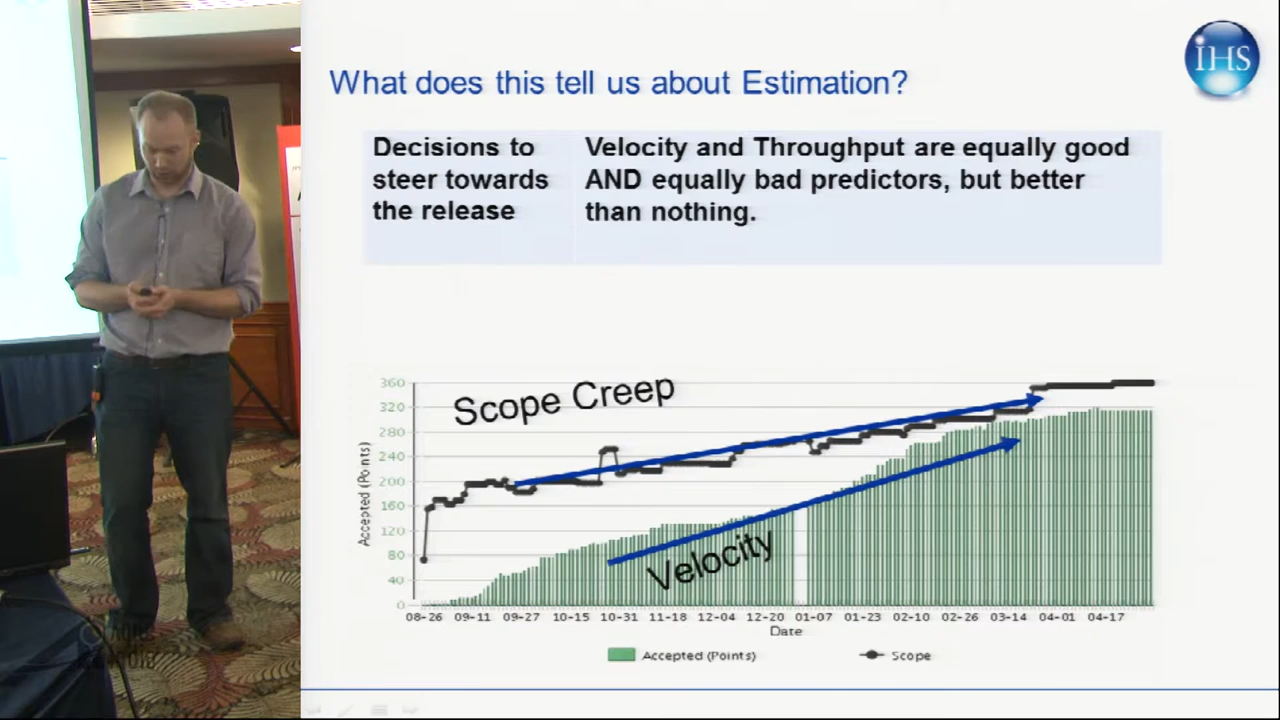 IHS
What does this tell us about Estimation?
Decisions to
steer towards
the release
Velocity and Throughput are equally good
AND equally bad predictors, but better
than nothing.
Scope Creep
Velocity
Accepted (Points)
360
320
280
240
200
160
120
80
40
0
08-26 09-11 09-27 10-15 10-31 11-18 12-04 12-20 01-07 01-23 02-10 02-26 03-14 04-01 04-17
Date
Accepted (Points) Scope